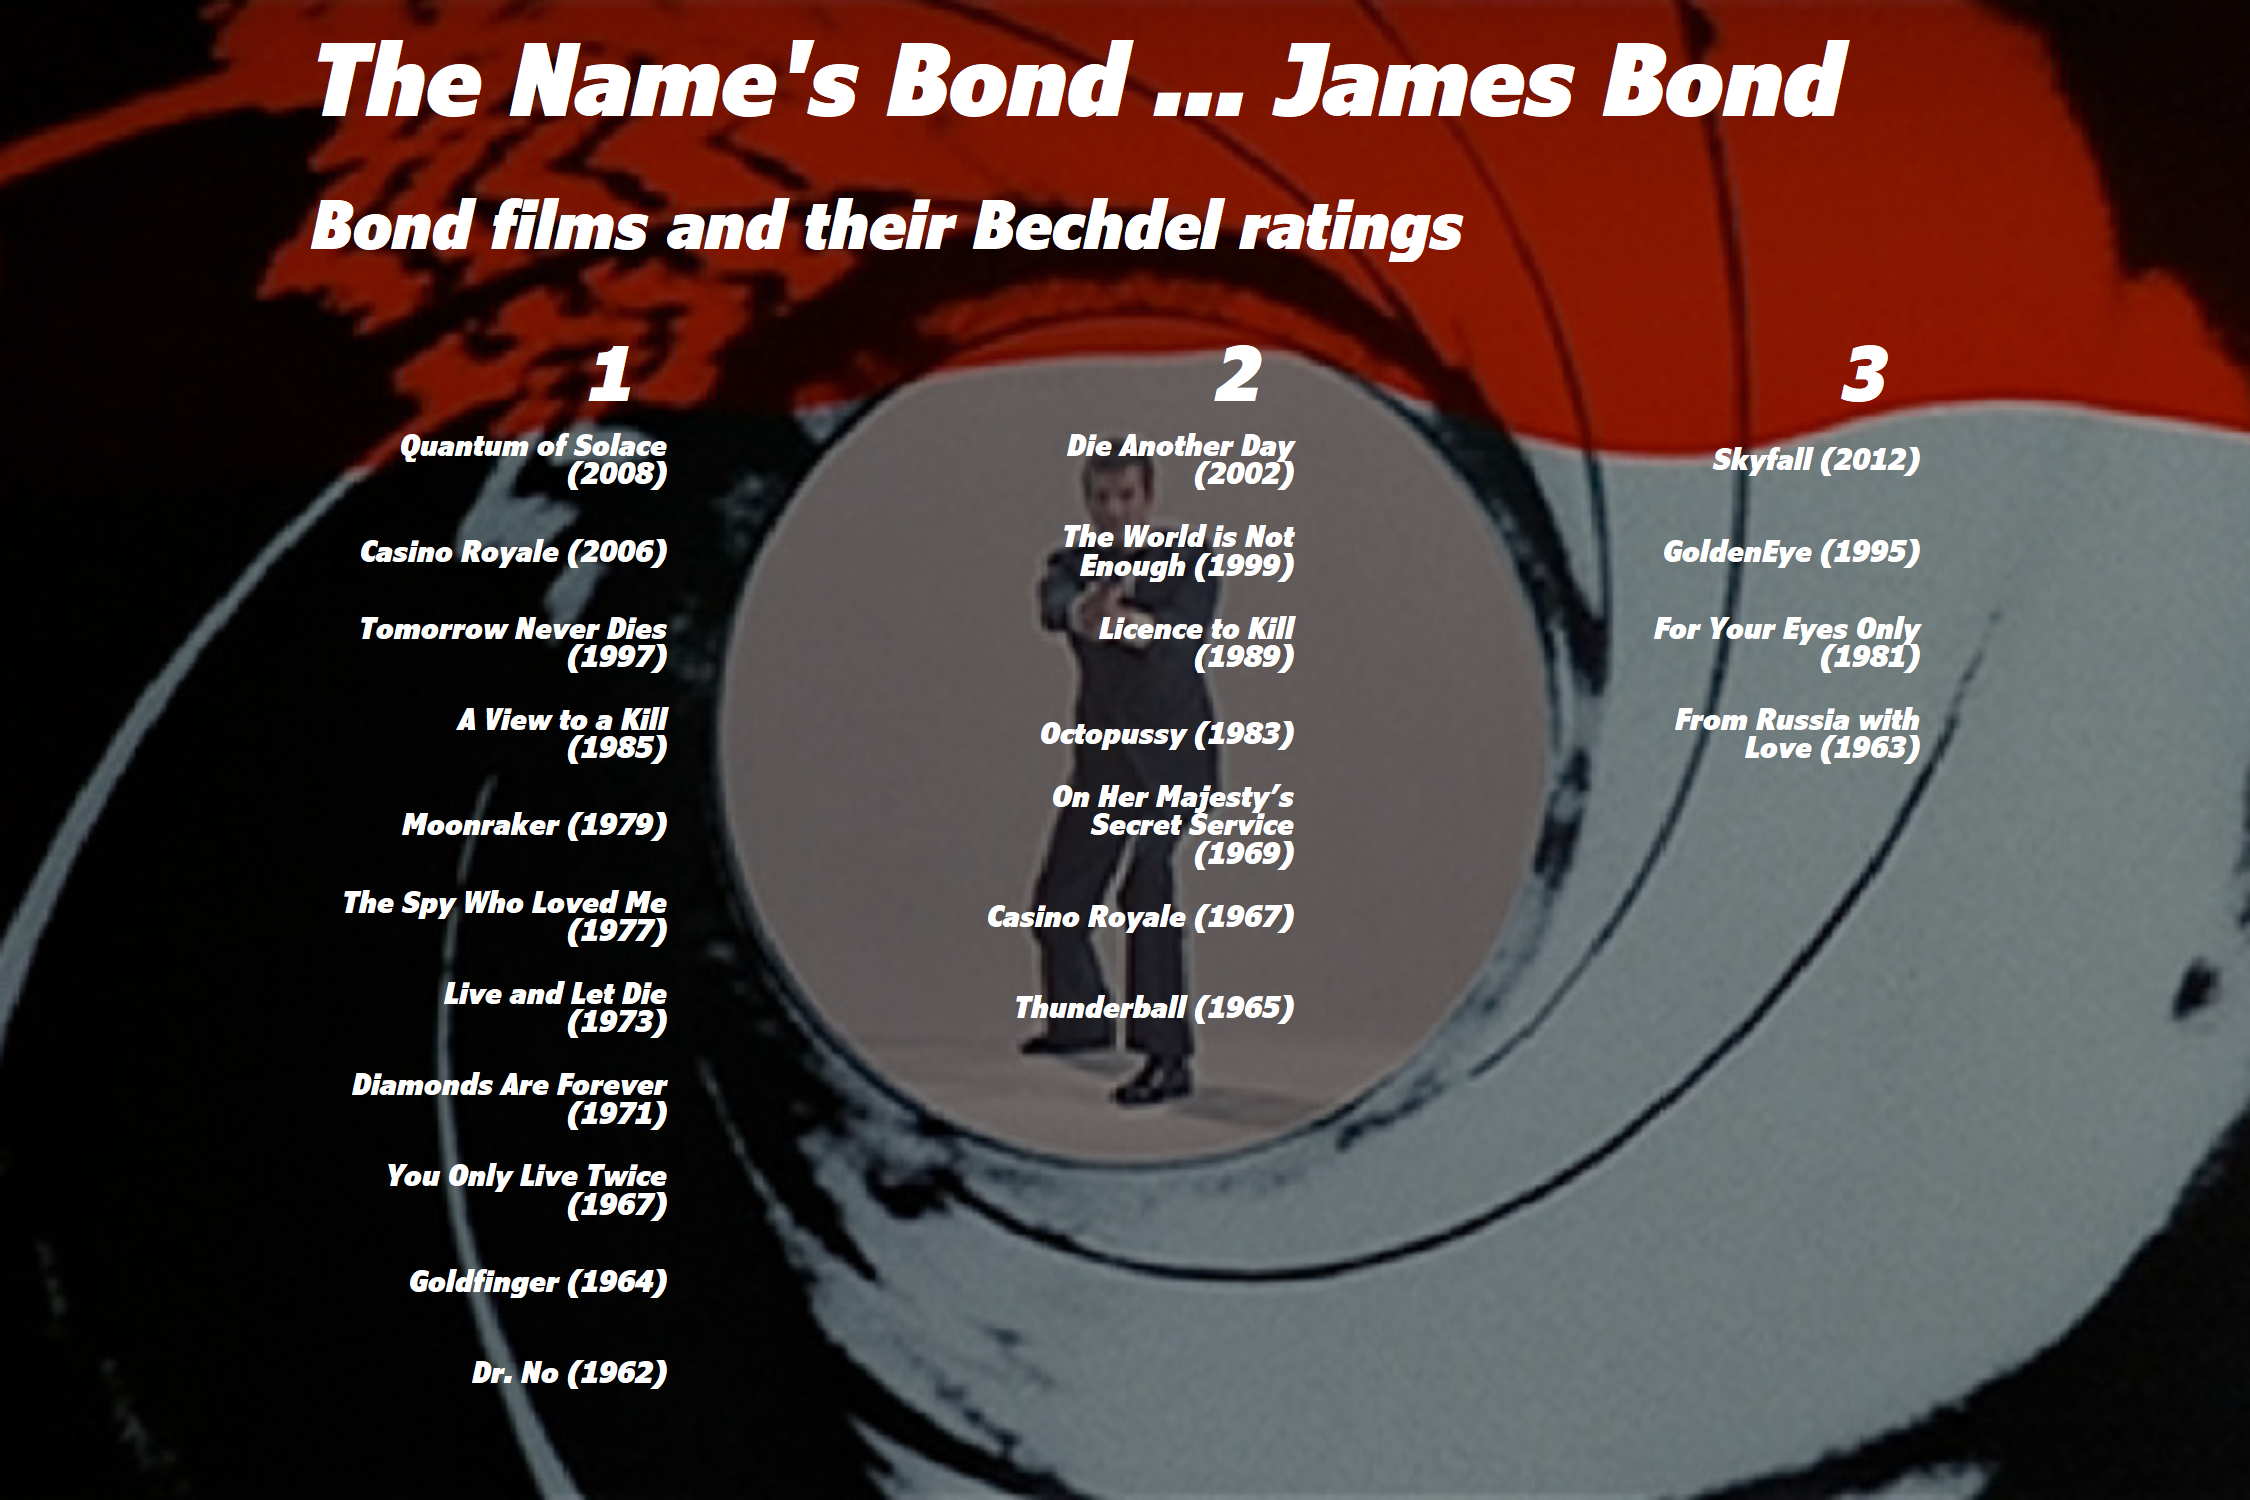 The Name's Bond ... James Bond
Bond films and their Bechdel ratings
1
Quantum of Solace
(2008)
Casino Royale (2006)
Tomorrow Never Dies
(1997)
A View to a Kill
(1985)
Moonraker (1979)
The Spy Who Loved Me
(1977)
Live and Let Die
(1973)
Diamonds Are Forever
(1971)
You Only Live Twice
(1967)
Goldfinger (1964)
Dr. No (1962)
2
Die Another Day
(2002)
The World is Not
Enough (1999)
Licence to Kill
(1989)
Octopussy (1983)
On Her Majesty’s
Secret Service
(1969)
Casino Royale (1967)
Thunderball (1965)
3
Skyfall (2012)
GoldenEye (1995)
For Your Eyes Only
(1981)
From Russia with
Love (1963)